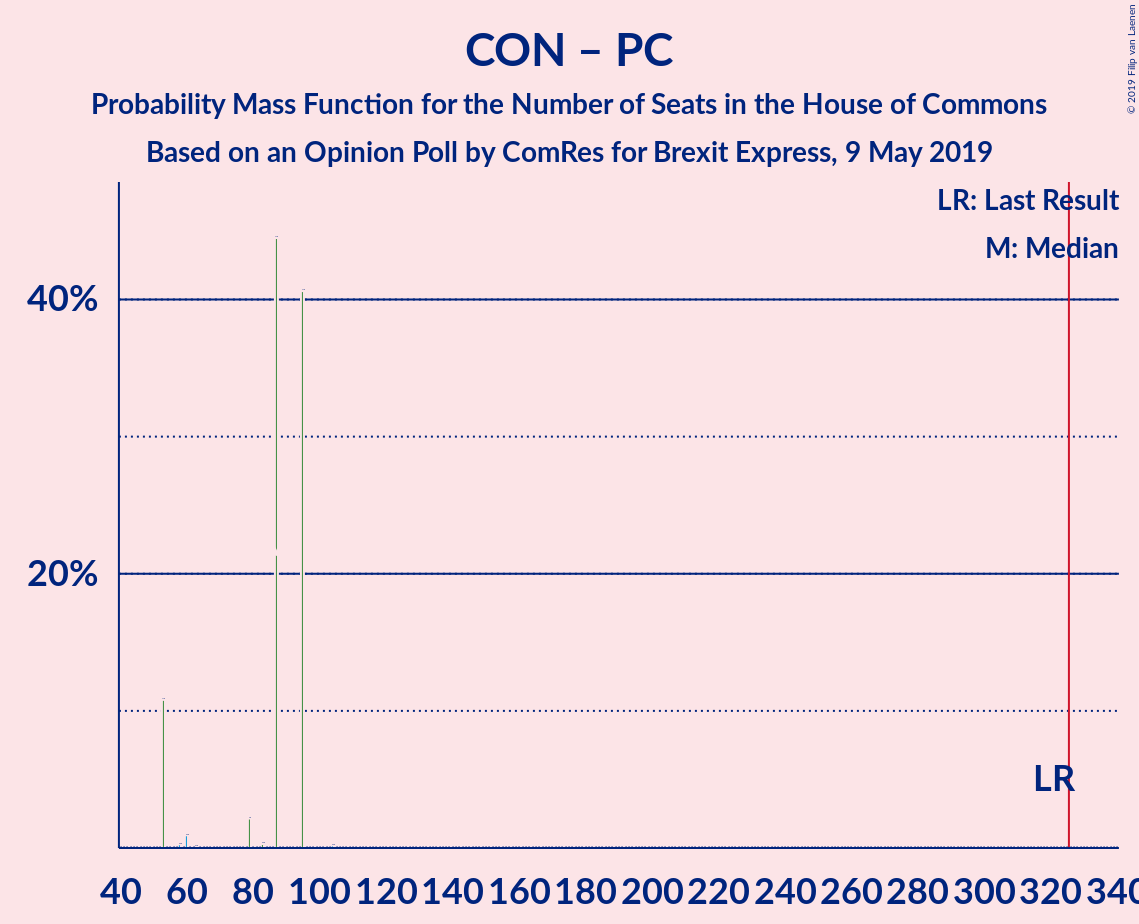 CON – PC
Probability Mass Function for the Number of Seats in the House of Commons
Based on an Opinion Poll by ComRes for Brexit Express, 9 May 2019
© 2019 Filip van Laenen
LR: Last Result
M: Median
40%
20%
LR
40 60 80 100 120 140 160 180 200 220 240 260 280 300 320 340